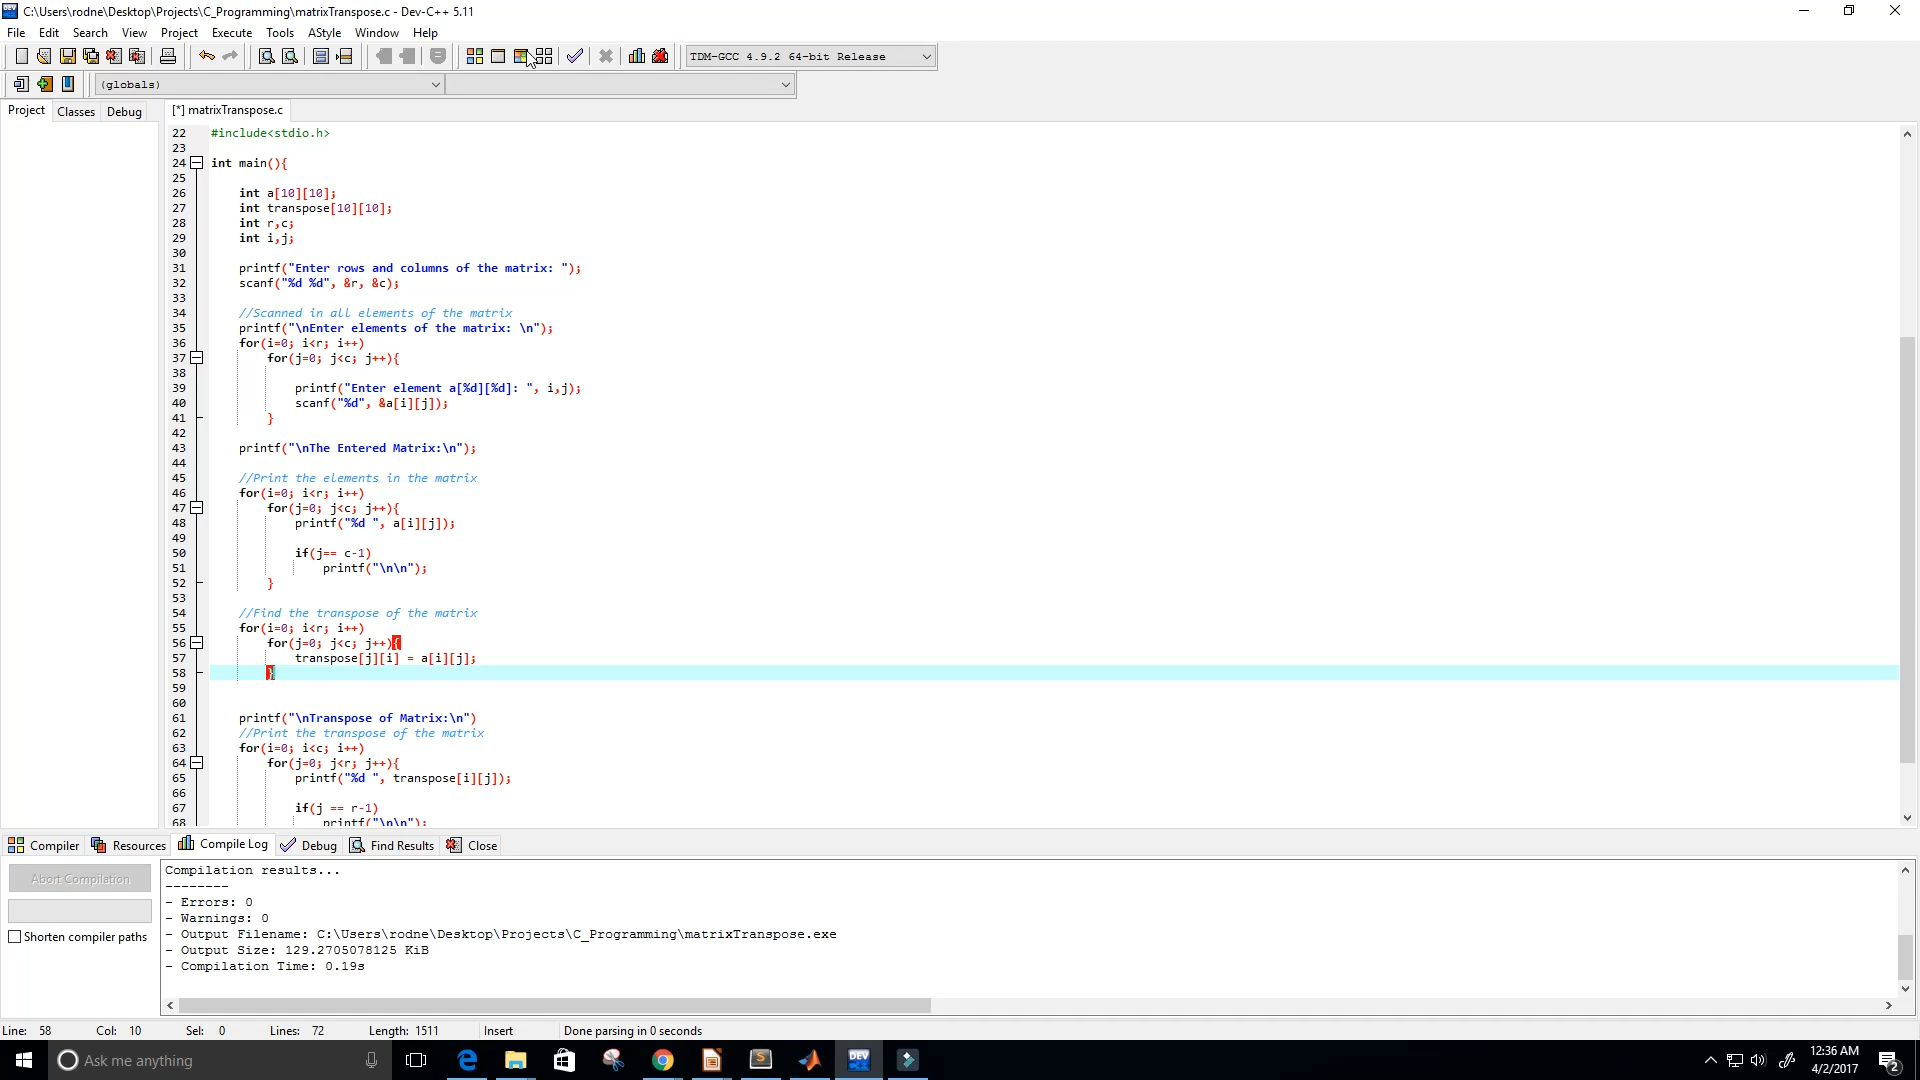 C:\Users\rodne\Desktop\Projects\C_Programming\matrixTranspose.c - Dev-C++ 5.11
File Edit Search View Project Execute Tools AStyle Window Help
TDM-GCC 4.9.2 64-bit Release
(globals)
Project Classes Debug [*] matrixTranspose.c
22 #include<stdio.h>
23
24 int main(){
25
26 int a[10][10];
27 int transpose[10][10];
28 int r,c;
29 int i,j;
30
31 printf("Enter rows and columns of the matrix: ");
32 scanf("%d %d", &r, &c);
33
34 //Scanned in all elements of the matrix
35 printf("\nEnter elements of the matrix: \n");
36 for(i=0; i<r; i++)
37 for(j=0; j<c; j++){
38
39 printf("Enter element a[%d][%d]: ", i,j);
40 scanf("%d", &a[i][j]);
41 }
42
43 printf("\nThe Entered Matrix:\n");
44
45 //Print the elements in the matrix
46 for(i=0; i<r; i++)
47 for(j=0; j<c; j++){
48 printf("%d ", a[i][j]);
49
50 if(j== c-1)
51 printf("\n\n");
52 }
53
54 //Find the transpose of the matrix
55 for(i=0; i<r; i++)
56 for(j=0; j<c; j++){
57 transpose[j][i] = a[i][j];
58 }
59
60
61 printf("\nTranspose of Matrix:\n")
62 //Print the transpose of the matrix
63 for(i=0; i<c; i++)
64 for(j=0; j<r; j++){
65 printf("%d ", transpose[i][j]);
66
67 if(j == r-1)
68 printf("\n\n");
Compiler Resources Compile Log Debug Find Results Close
Abort Compilation
Shorten compiler paths
Compilation results...
--------
- Errors: 0
- Warnings: 0
- Output Filename: C:\Users\rodne\Desktop\Projects\C_Programming\matrixTranspose.exe
- Output Size: 129.2705078125 KiB
- Compilation Time: 0.19s
Line: 58 Col: 10 Sel: 0 Lines: 72 Length: 1511 Insert Done parsing in 0 seconds
Ask me anything
DEV
12:36 AM
4/2/2017
2